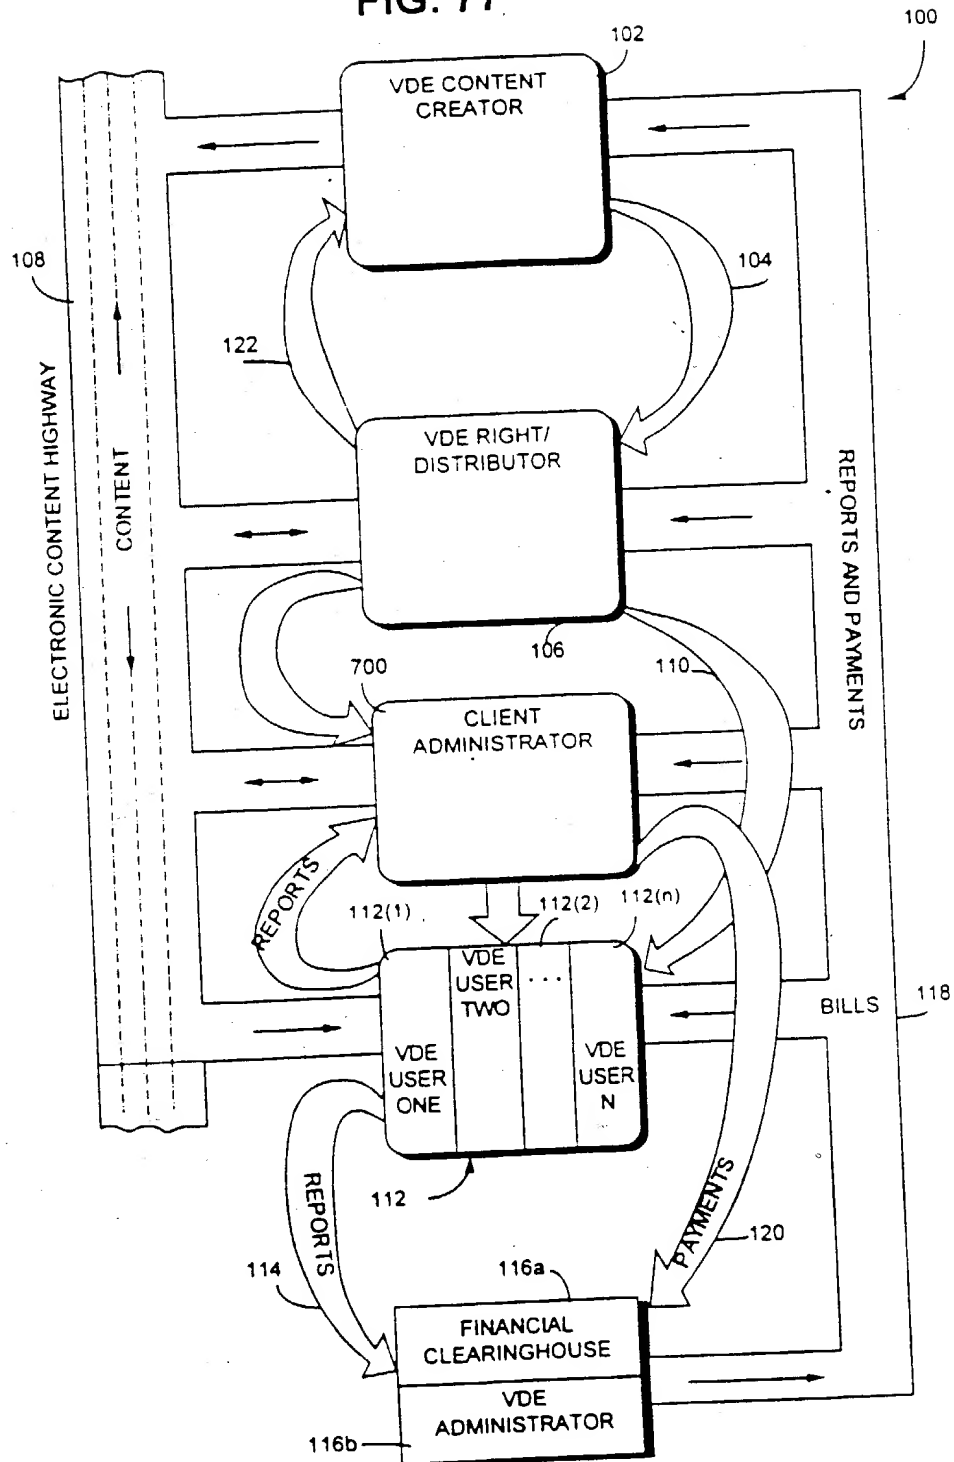 FIG. 77
100
102
VDE CONTENT
CREATOR
108
104
122
VDE RIGHT/
DISTRIBUTOR
ELECTRONIC CONTENT HIGHWAY
CONTENT
REPORTS AND PAYMENTS
106
110
700
CLIENT
ADMINISTRATOR
REPORTS
112(1)
112(2)
112(n)
VDE
USER
TWO
...
BILLS
118
VDE
USER
ONE
VDE
USER
N
112
REPORTS
PAYMENTS
120
114
116a
FINANCIAL
CLEARINGHOUSE
VDE
ADMINISTRATOR
116b